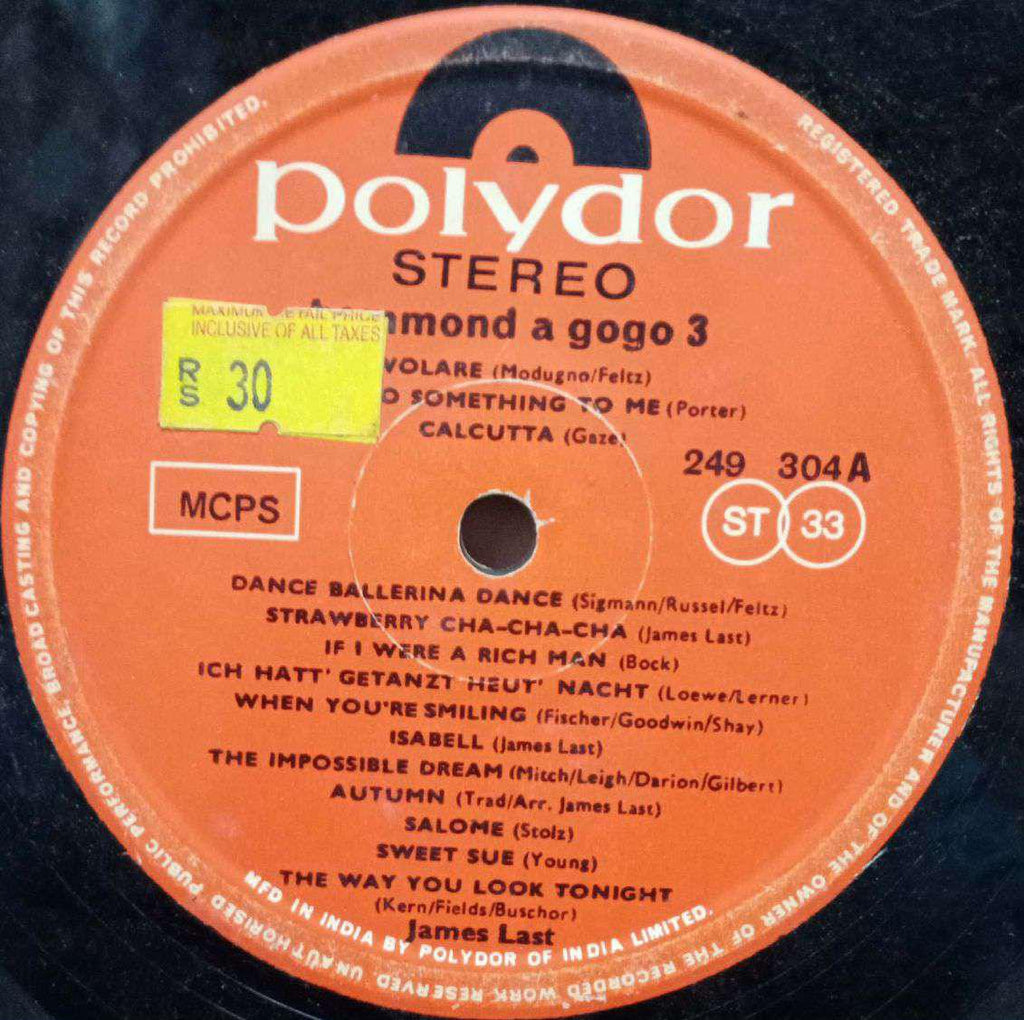 polydor
STEREO
mmond a gogo 3
VOLARE (Modugno/Feltz)
O SOMETHING TO ME (Porter)
CALCUTTA (Gaze)
INCLUSIVE OF ALL TAXES
RS 30
MCPS
249 304 A
ST 33
DANCE BALLERINA DANCE (Sigmann/Russel/Feltz)
STRAWBERRY CHA-CHA-CHA (James Last)
IF I WERE A RICH MAN (Bock)
ICH HATT' GETANZT HEUT' NACHT (Loewe/Lerner)
WHEN YOU'RE SMILING (Fischer/Goodwin/Shay)
ISABELL (James Last)
THE IMPOSSIBLE DREAM (Mitch/Leigh/Darion/Gilbert)
AUTUMN (Trad/Arr. James Last)
SALOME (Stolz)
SWEET SUE (Young)
THE WAY YOU LOOK TONIGHT
(Kern/Fields/Buschor)
James Last
MFD IN INDIA BY POLYDOR OF INDIA LIMITED.
REGISTERED TRADE MARK. ALL RIGHTS OF THE MANUFACTURER AND OF THE OWNER OF THE RECORDED WORK RESERVED. UNAUTHORISED PUBLIC PERFORMANCE, BROADCASTING AND COPYING OF THIS RECORD PROHIBITED.